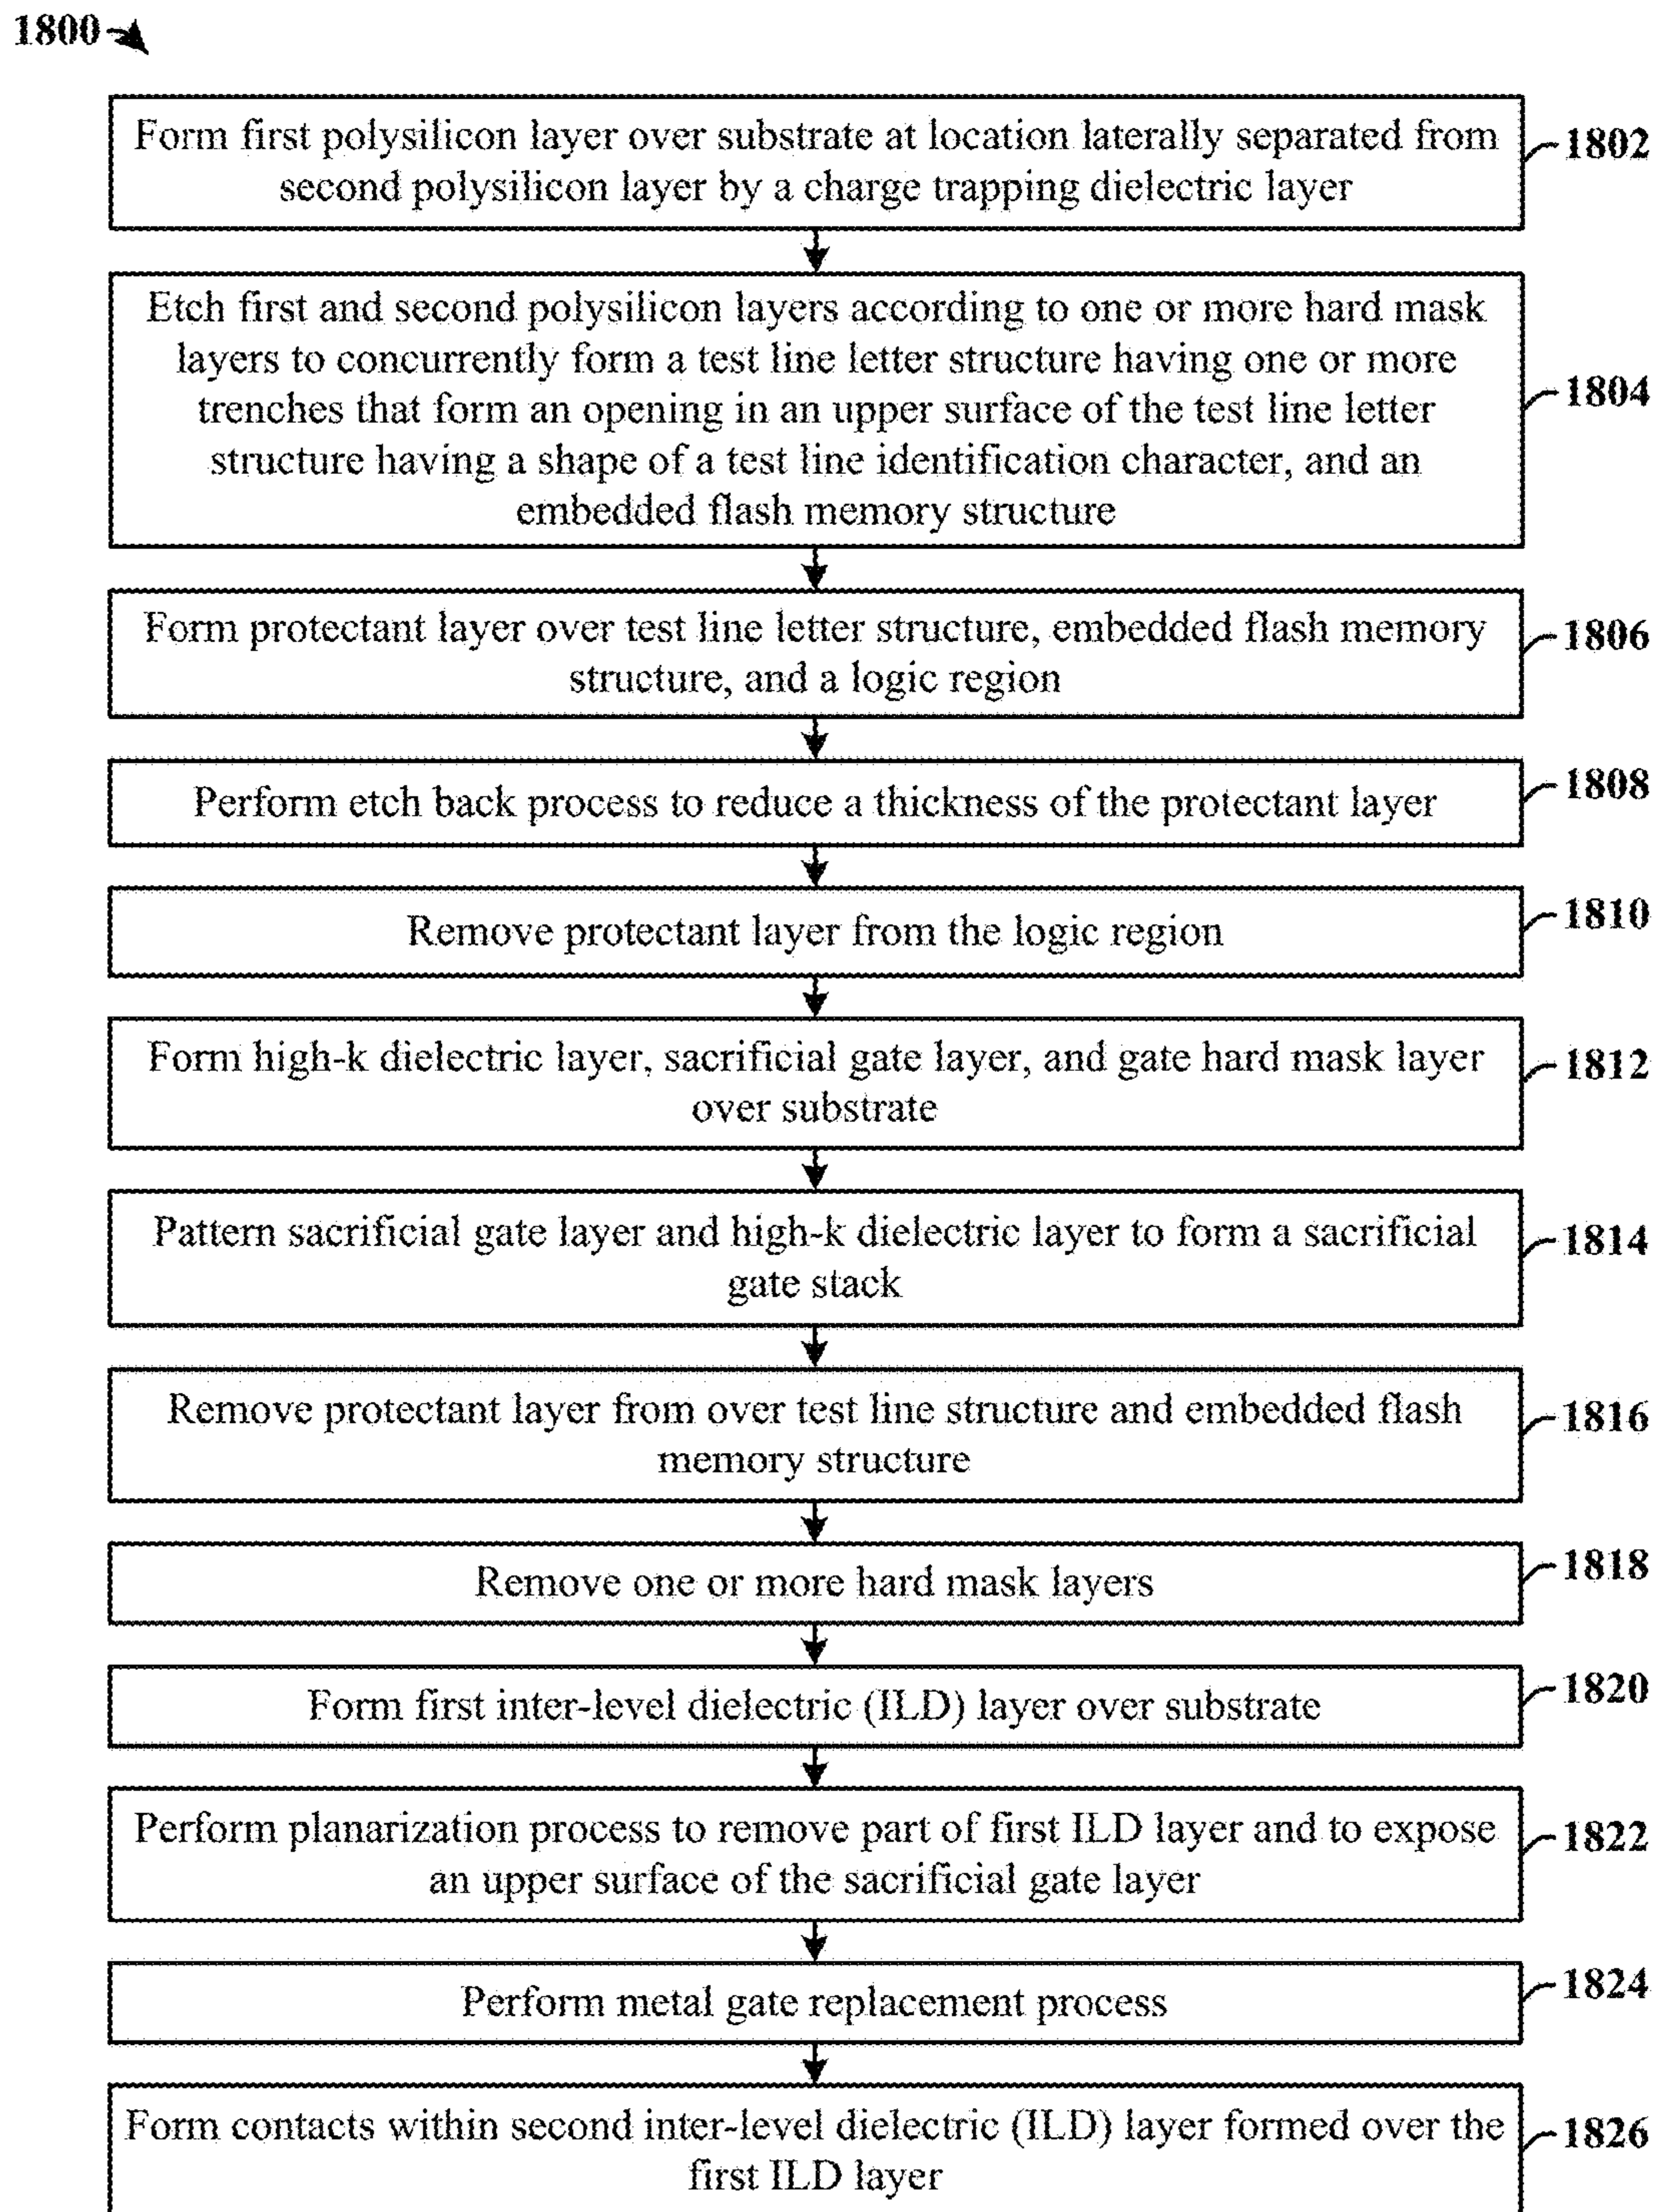 1800
Form first polysilicon layer over substrate at location laterally separated from
second polysilicon layer by a charge trapping dielectric layer
1802
Etch first and second polysilicon layers according to one or more hard mask
layers to concurrently form a test line letter structure having one or more
trenches that form an opening in an upper surface of the test line letter
structure having a shape of a test line identification character, and an
embedded flash memory structure
1804
Form protectant layer over test line letter structure, embedded flash memory
structure, and a logic region
1806
Perform etch back process to reduce a thickness of the protectant layer
1808
Remove protectant layer from the logic region
1810
Form high-k dielectric layer, sacrificial gate layer, and gate hard mask layer
over substrate
1812
Pattern sacrificial gate layer and high-k dielectric layer to form a sacrificial
gate stack
1814
Remove protectant layer from over test line structure and embedded flash
memory structure
1816
Remove one or more hard mask layers
1818
Form first inter-level dielectric (ILD) layer over substrate
1820
Perform planarization process to remove part of first ILD layer and to expose
an upper surface of the sacrificial gate layer
1822
Perform metal gate replacement process
1824
Form contacts within second inter-level dielectric (ILD) layer formed over the
first ILD layer
1826